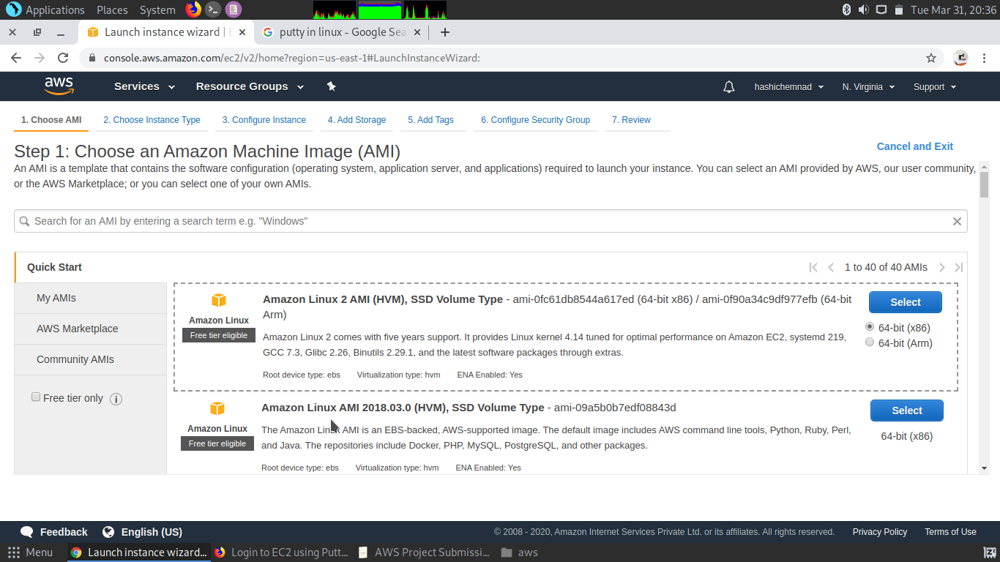 Applications Places System Tue Mar 31, 20:36
Launch instance wizard | E putty in linux - Google Sea
console.aws.amazon.com/ec2/v2/home?region=us-east-1#LaunchInstanceWizard:
aws Services Resource Groups hashichemnad N. Virginia Support
1. Choose AMI 2. Choose Instance Type 3. Configure Instance 4. Add Storage 5. Add Tags 6. Configure Security Group 7. Review
Step 1: Choose an Amazon Machine Image (AMI) Cancel and Exit
An AMI is a template that contains the software configuration (operating system, application server, and applications) required to launch your instance. You can select an AMI provided by AWS, our user community,
or the AWS Marketplace; or you can select one of your own AMIs.
Search for an AMI by entering a search term e.g. "Windows"
Quick Start 1 to 40 of 40 AMIs
My AMIs
AWS Marketplace
Community AMIs
Free tier only
Amazon Linux
Free tier eligible
Amazon Linux 2 AMI (HVM), SSD Volume Type - ami-0fc61db8544a617ed (64-bit x86) / ami-0f90a34c9df977efb (64-bit
Arm)
Amazon Linux 2 comes with five years support. It provides Linux kernel 4.14 tuned for optimal performance on Amazon EC2, systemd 219,
GCC 7.3, Glibc 2.26, Binutils 2.29.1, and the latest software packages through extras.
Root device type: ebs Virtualization type: hvm ENA Enabled: Yes
Select
64-bit (x86)
64-bit (Arm)
Amazon Linux
Free tier eligible
Amazon Linux AMI 2018.03.0 (HVM), SSD Volume Type - ami-09a5b0b7edf08843d
The Amazon Linux AMI is an EBS-backed, AWS-supported image. The default image includes AWS command line tools, Python, Ruby, Perl,
and Java. The repositories include Docker, PHP, MySQL, PostgreSQL, and other packages.
Root device type: ebs Virtualization type: hvm ENA Enabled: Yes
Select
64-bit (x86)
Feedback English (US) © 2008 - 2020, Amazon Internet Services Private Ltd. or its affiliates. All rights reserved. Privacy Policy Terms of Use
Menu Launch instance wizard... Login to EC2 using Putt... AWS Project Submissi... aws